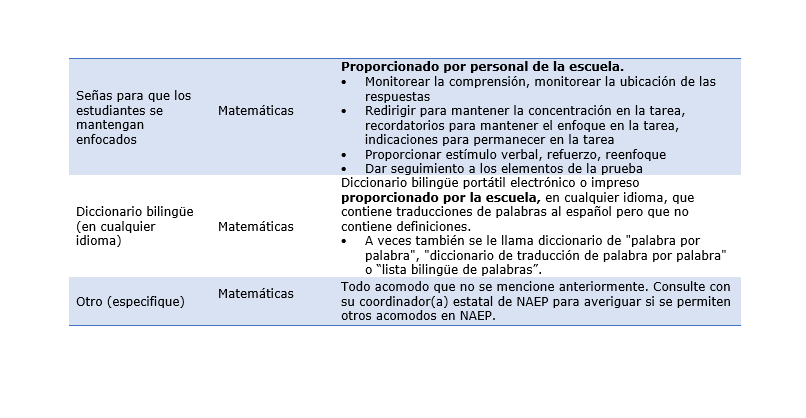 Proporcionado por personal de la escuela.
• Monitorear la comprensión, monitorear la ubicación de las
respuestas
Señas para que los
estudiantes se
mantengan
enfocados
Matemáticas
• Redirigir para mantener la concentración en la tarea,
recordatorios para mantener el enfoque en la tarea,
indicaciones para permanecer en la tarea
• Proporcionar estímulo verbal, refuerzo, reenfoque
• Dar seguimiento a los elementos de la prueba
Diccionario bilingüe
(en cualquier
idioma)
Matemáticas
Diccionario bilingüe portátil electrónico o impreso
proporcionado por la escuela, en cualquier idioma, que
contiene traducciones de palabras al español pero que no
contiene definiciones.
• A veces también se le llama diccionario de "palabra por
palabra", "diccionario de traducción de palabra por palabra"
o “lista bilingüe de palabras”.
Otro (especifique)
Matemáticas
Todo acomodo que no se mencione anteriormente. Consulte con
su coordinador(a) estatal de NAEP para averiguar si se permiten
otros acomodos en NAEP.